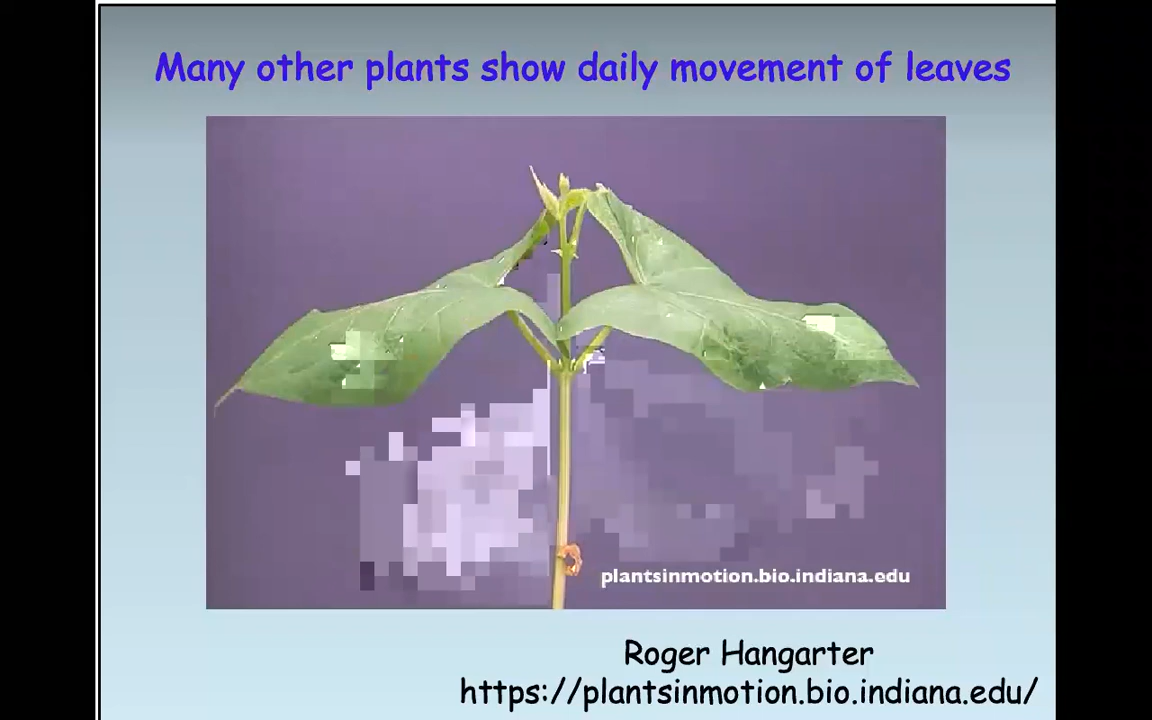 Many other plants show daily movement of leaves
plantsinmotion.bio.indiana.edu
Roger Hangarter
https://plantsinmotion.bio.indiana.edu/